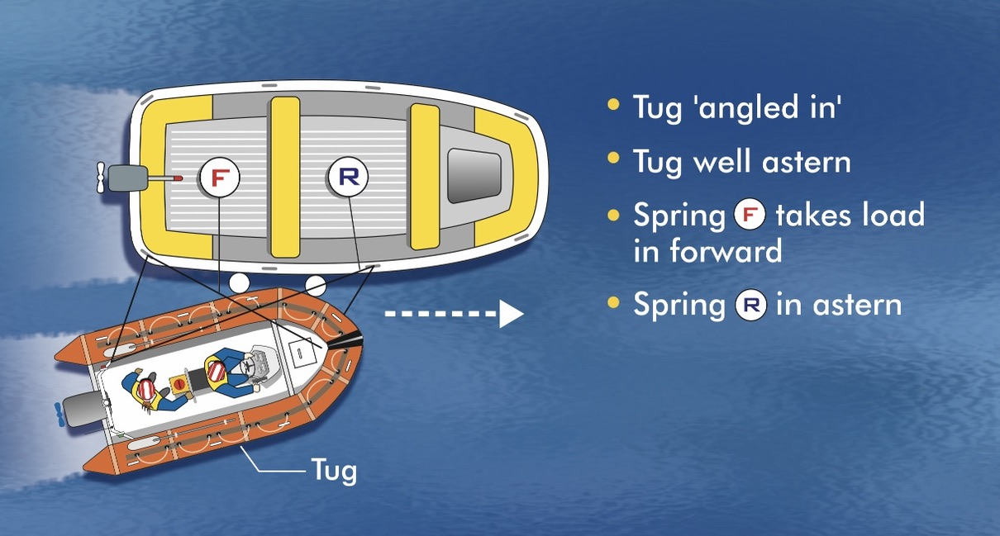 Tug 'angled in'
Tug well astern
Spring F takes load
in forward
Spring R in astern
F
R
Tug